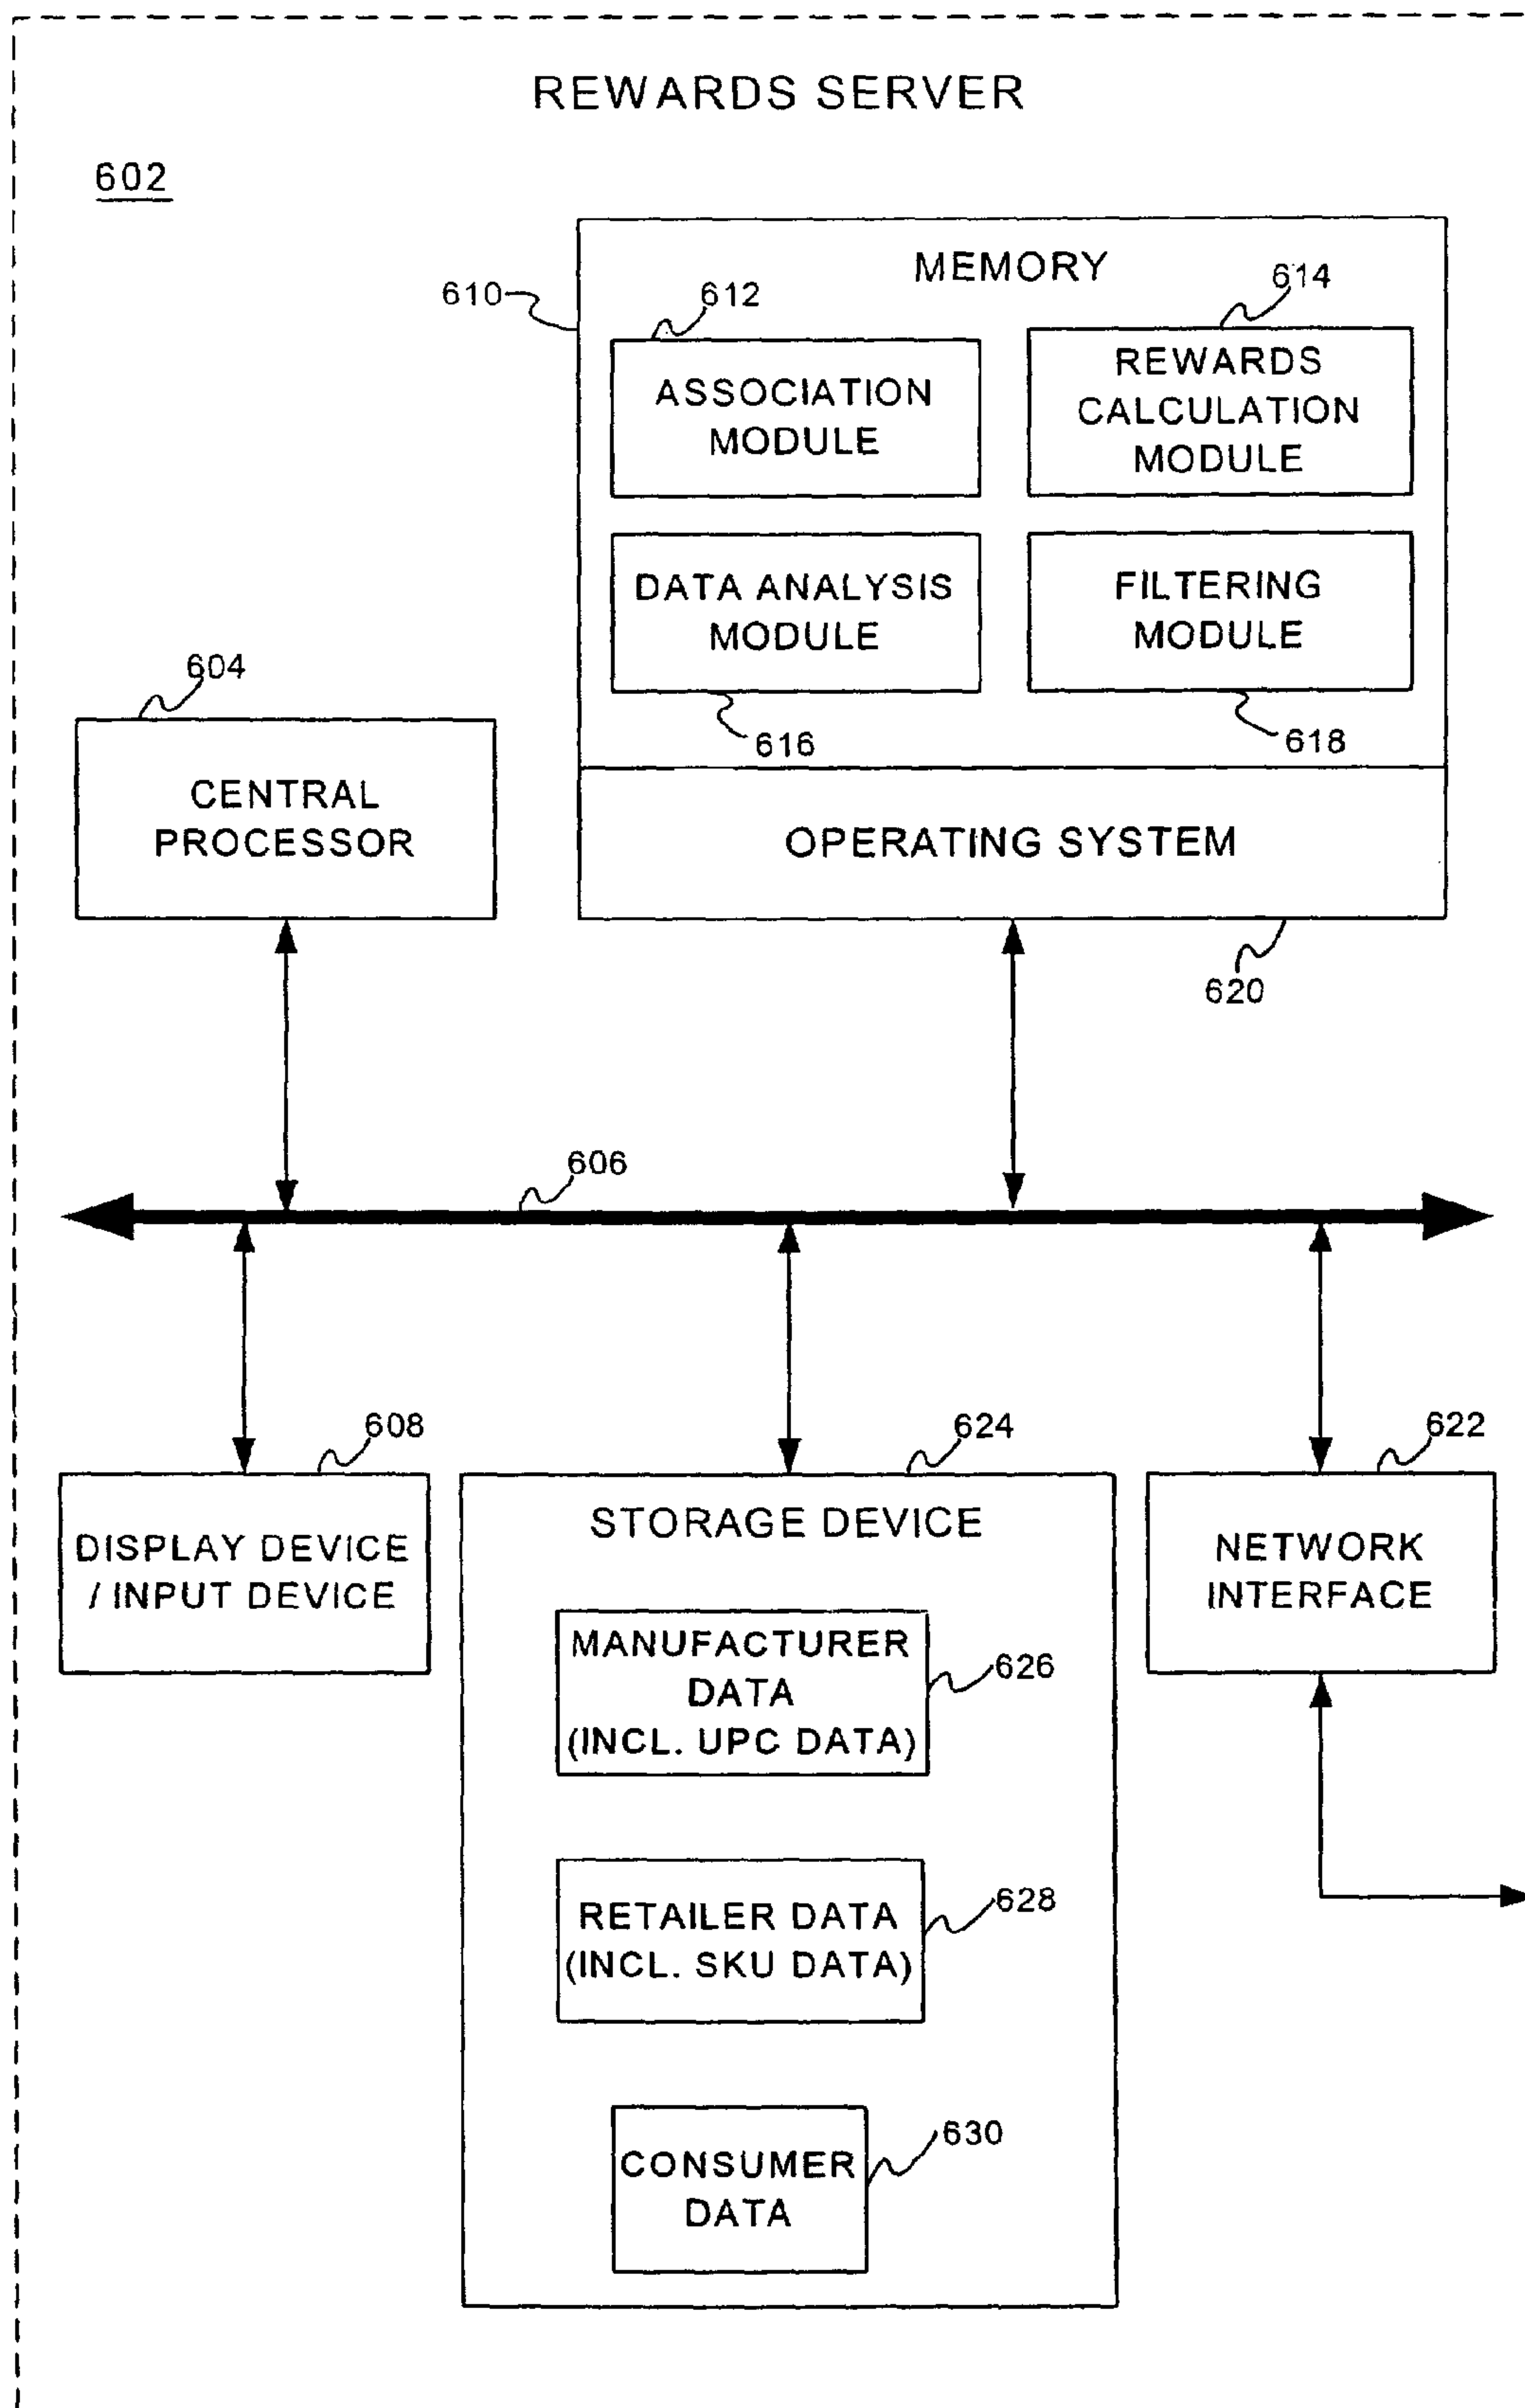 REWARDS SERVER
602
MEMORY
610
612
614
ASSOCIATION
MODULE
REWARDS
CALCULATION
MODULE
DATA ANALYSIS
MODULE
FILTERING
MODULE
616
618
604
CENTRAL
PROCESSOR
OPERATING SYSTEM
620
606
608
624
622
DISPLAY DEVICE
/ INPUT DEVICE
STORAGE DEVICE
NETWORK
INTERFACE
MANUFACTURER
DATA
(INCL. UPC DATA)
626
RETAILER DATA
(INCL. SKU DATA)
628
CONSUMER
DATA
630